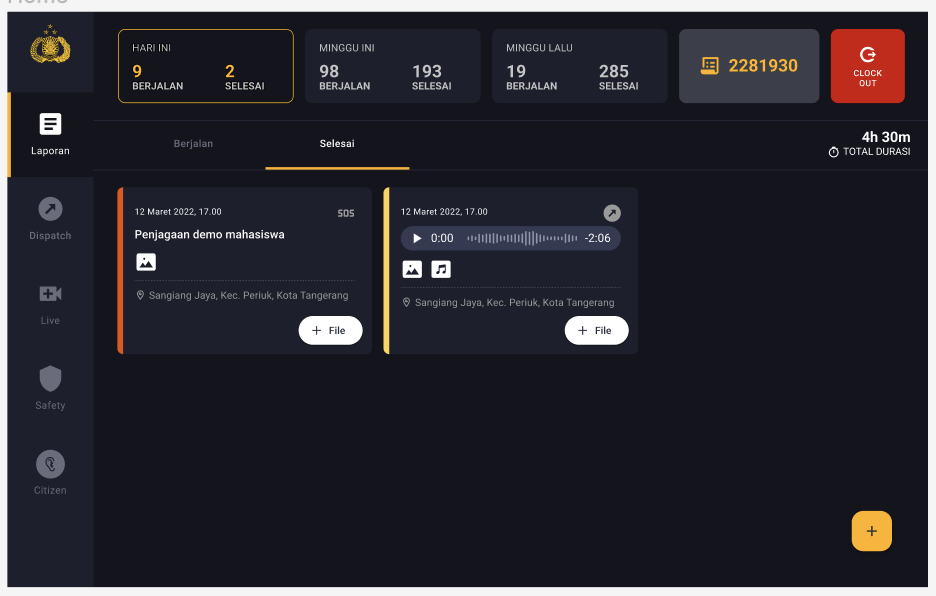 HARI INI
9 2
BERJALAN SELESAI
MINGGU INI
98 193
BERJALAN SELESAI
MINGGU LALU
19 285
BERJALAN SELESAI
2281930
CLOCK
OUT
Laporan
Dispatch
Live
Safety
Citizen
Berjalan Selesai
4h 30m
TOTAL DURASI
12 Maret 2022, 17.00 SOS
Penjagaan demo mahasiswa
Sangiang Jaya, Kec. Periuk, Kota Tangerang
+ File
12 Maret 2022, 17.00
0:00 -2:06
Sangiang Jaya, Kec. Periuk, Kota Tangerang
+ File
+